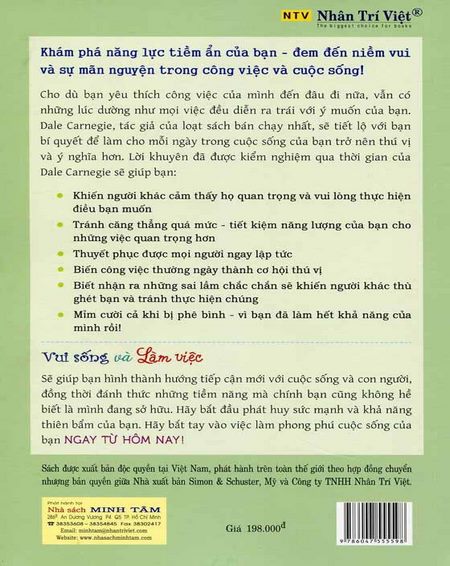 NTV Nhân Trí Việt®
The biggest choice for books
Khám phá năng lực tiềm ẩn của bạn - đem đến niềm vui
và sự mãn nguyện trong công việc và cuộc sống!
Cho dù bạn yêu thích công việc của mình đến đâu đi nữa, vẫn có
những lúc dường như mọi việc đều diễn ra trái với ý muốn của bạn.
Dale Carnegie, tác giả của loạt sách bán chạy nhất, sẽ tiết lộ với bạn
bí quyết để làm cho mỗi ngày trong cuộc sống của bạn trở nên thú vị
và ý nghĩa hơn. Lời khuyên đã được kiểm nghiệm qua thời gian của
Dale Carnegie sẽ giúp bạn:
Khiến người khác cảm thấy họ quan trọng và vui lòng thực hiện
điều bạn muốn
Tránh căng thẳng quá mức - tiết kiệm năng lượng của bạn cho
những việc quan trọng hơn
Thuyết phục được mọi người ngay lập tức
Biến công việc thường ngày thành cơ hội thú vị
Biết nhận ra những sai lầm chắc chắn sẽ khiến người khác thù
ghét bạn và tránh thực hiện chúng
Mỉm cười cả khi bị phê bình - vì bạn đã làm hết khả năng của
mình rồi!
Vui sống và Làm việc
Sẽ giúp bạn hình thành hướng tiếp cận mới với cuộc sống và con người,
đồng thời đánh thức những tiềm năng mà chính bạn cũng không hề
biết là mình đang sở hữu. Hãy bắt đầu phát huy sức mạnh và khả năng
thiên bẩm của bạn. Hãy bắt tay vào việc làm phong phú cuộc sống của
bạn NGAY TỪ HÔM NAY!
Sách được xuất bản độc quyền tại Việt Nam, phát hành trên toàn thế giới theo hợp đồng chuyển
nhượng bản quyền giữa Nhà xuất bản Simon & Schuster, Mỹ và Công ty TNHH Nhân Trí Việt.
Phát hành tại
Nhà sách MINH TÂM
286B An Dương Vương P4 Q5 TP. Hồ Chí Minh
38353608 - 38354845 Fax 38302417
Email: minhtam@nhantriviet.com
Website: www.nhasachminhtam.com
Giá 198.000đ
9 786047 555598